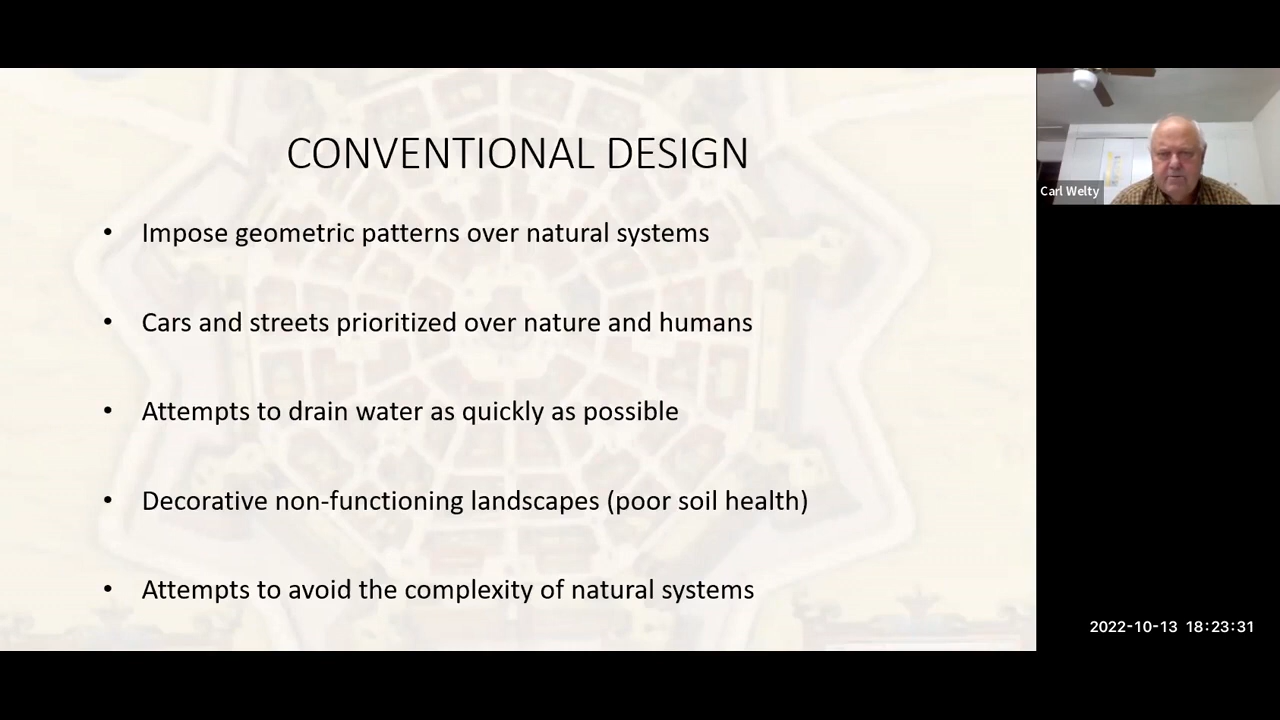 CONVENTIONAL DESIGN
• Impose geometric patterns over natural systems
• Cars and streets prioritized over nature and humans
• Attempts to drain water as quickly as possible
• Decorative non-functioning landscapes (poor soil health)
• Attempts to avoid the complexity of natural systems
Carl Welty
2022-10-13 18:23:31